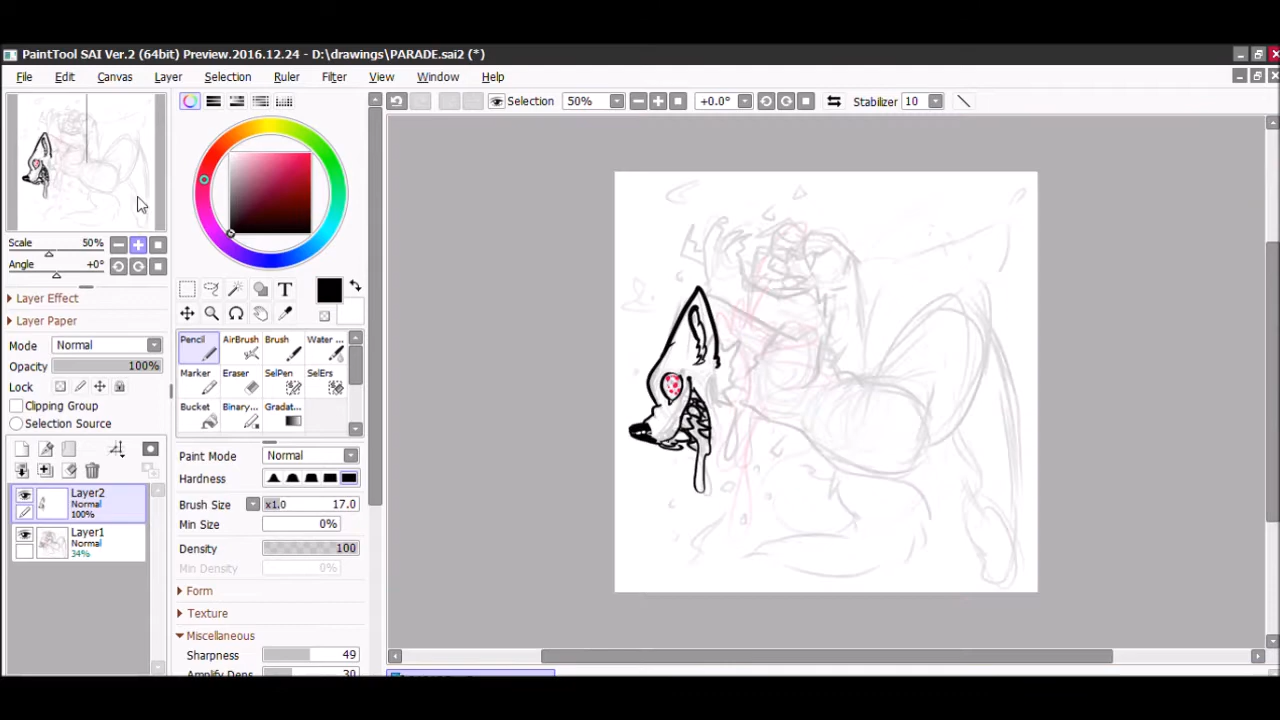 PaintTool SAI Ver.2 (64bit) Preview.2016.12.24 - D:\drawings\PARADE.sai2 (*)
File Edit Canvas Layer Selection Ruler Filter View Window Help
Selection 50% +0.0° Stabilizer 10
Scale 50%
Angle +0°
Layer Effect
Layer Paper
Mode Normal
Opacity 100%
Lock
Clipping Group
Selection Source
Layer2
Normal
100%
Layer1
Normal
34%
T
Pencil AirBrush Brush Water ...
Marker Eraser SelPen SelErs
Bucket Binary... Gradat...
Paint Mode Normal
Hardness
Brush Size x1.0 17.0
Min Size 0%
Density 100
Min Density 0%
Form
Texture
Miscellaneous
Sharpness 49
Amplify Dens 30